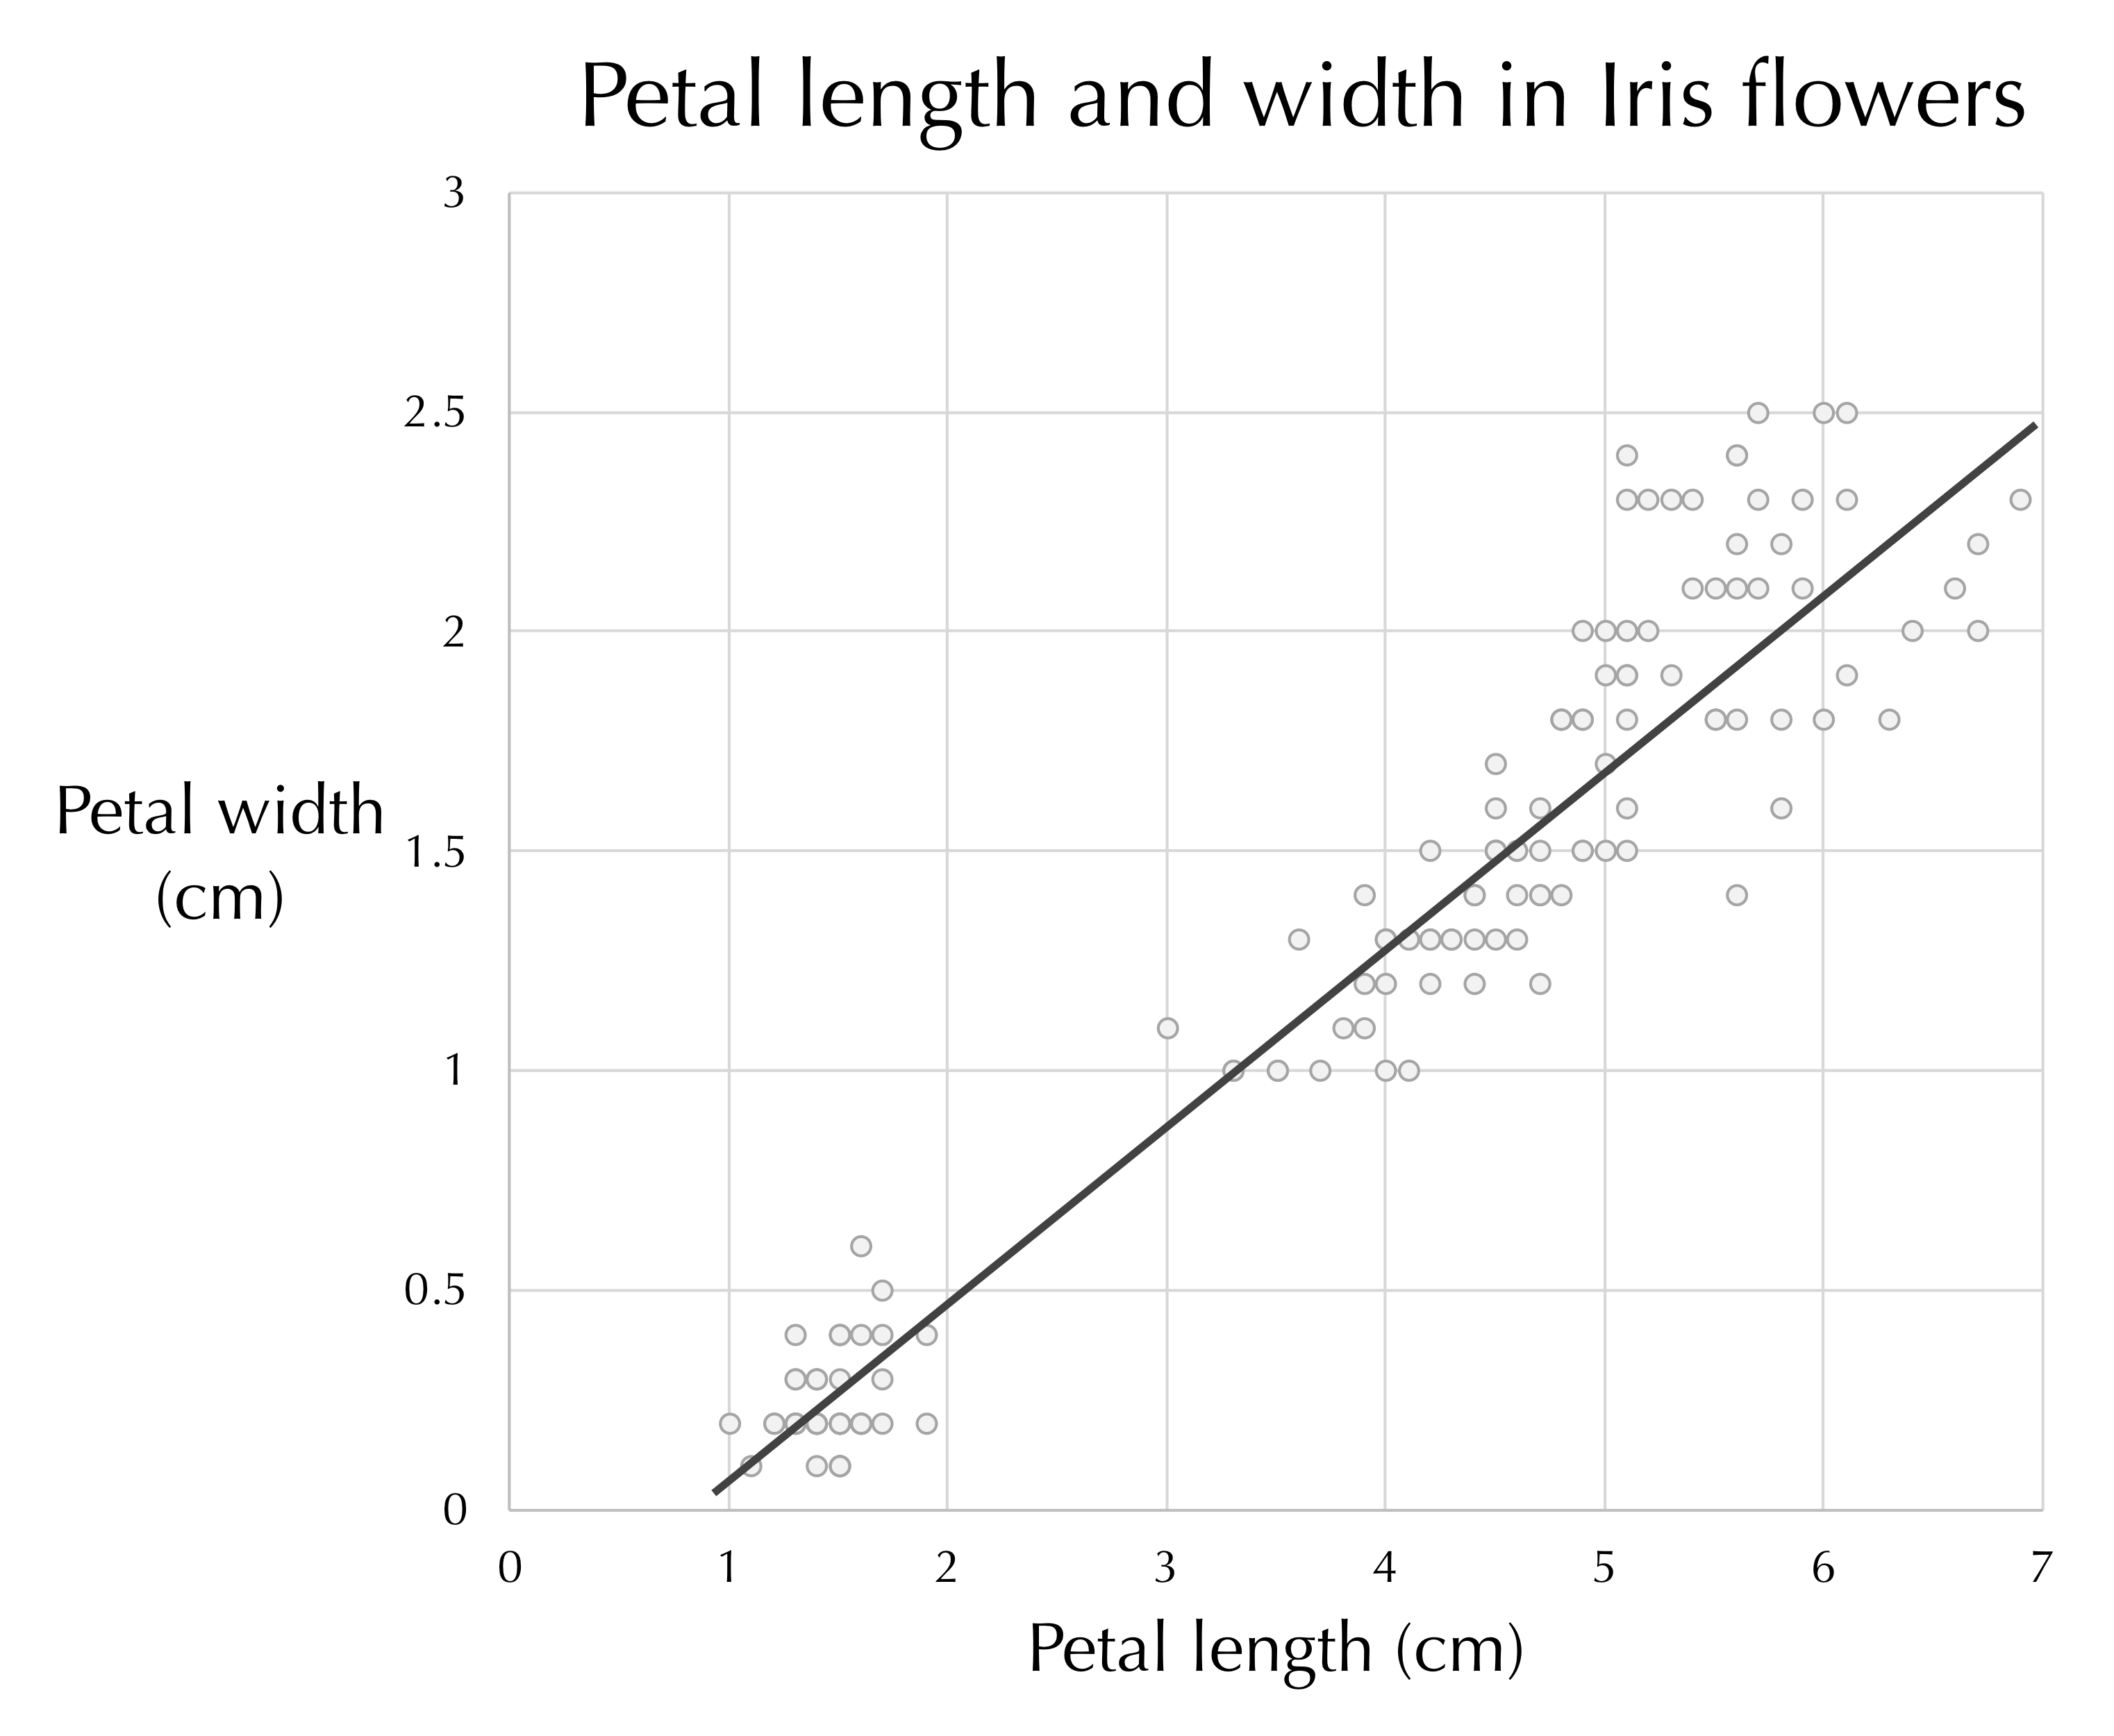 Petal length and width in Iris flowers
3
2.5
2
Petal width
1.5
(cm)
1
0.5
0
0 1 2 3 4 5 6 7
Petal length (cm)